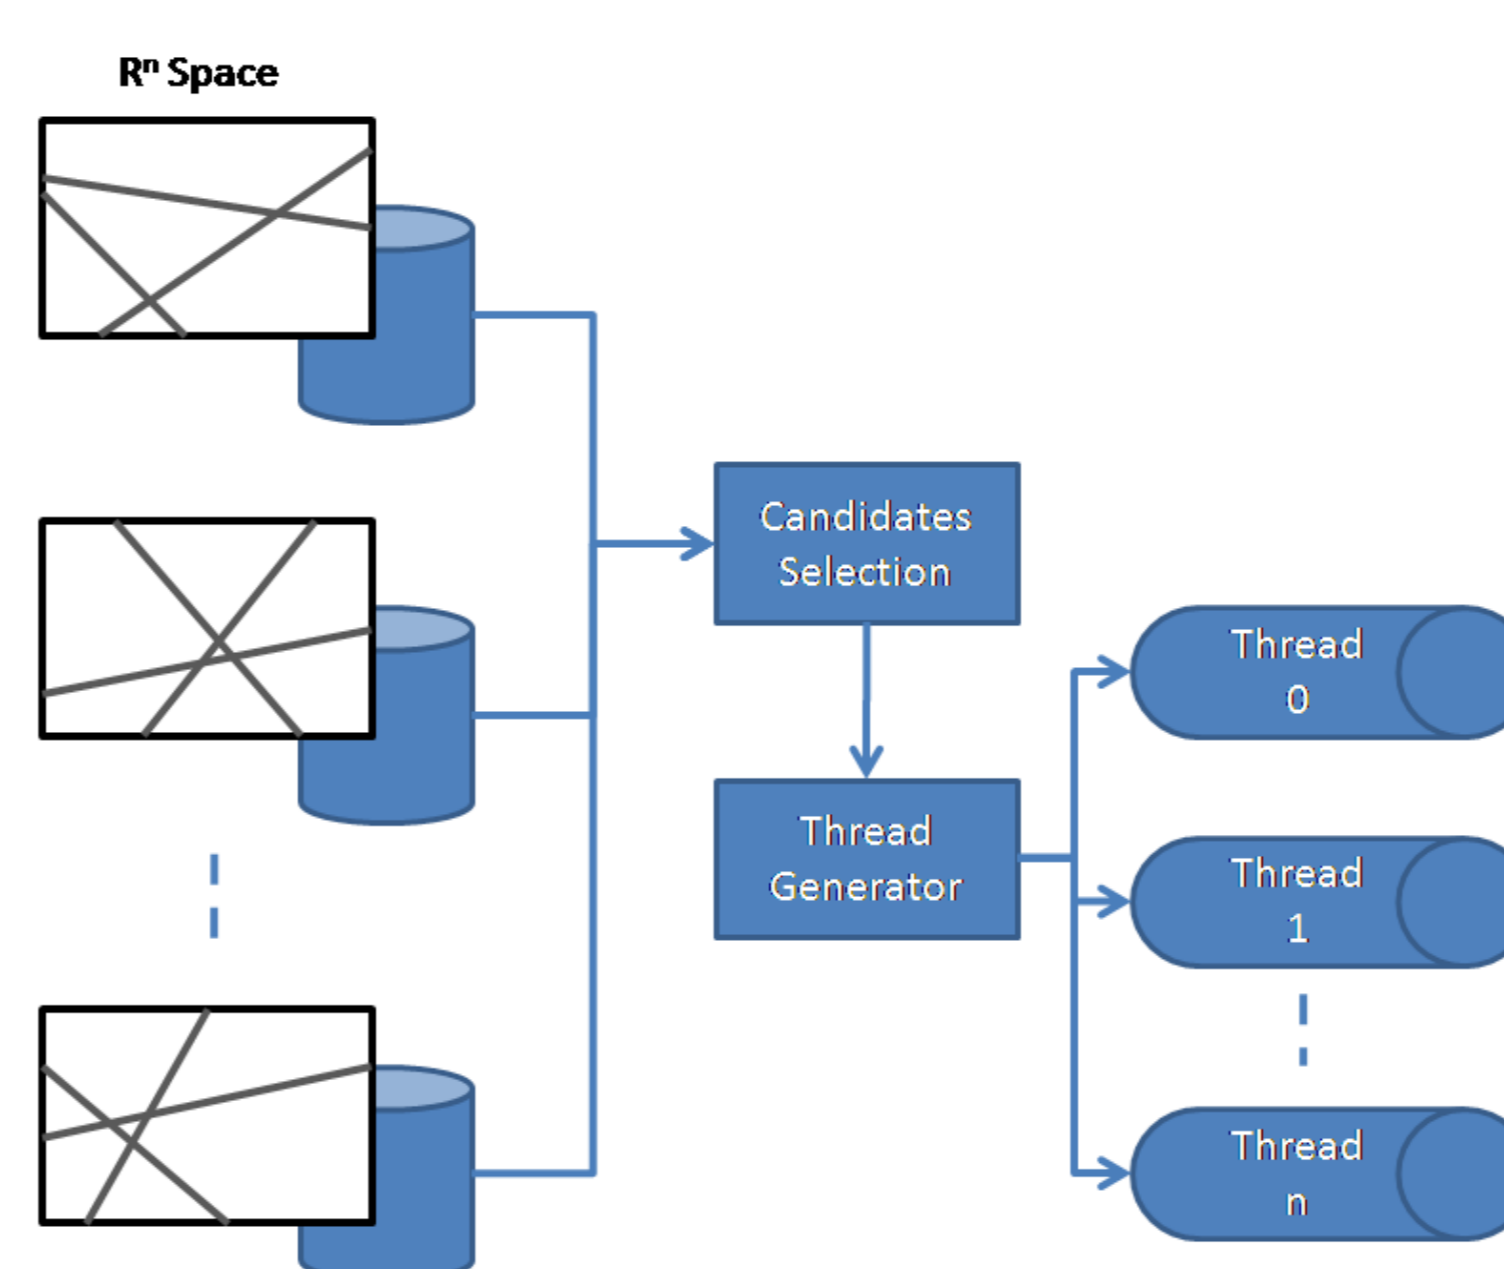 Rⁿ Space
Candidates
Selection
Thread
Generator
Thread
0
Thread
1
Thread
n